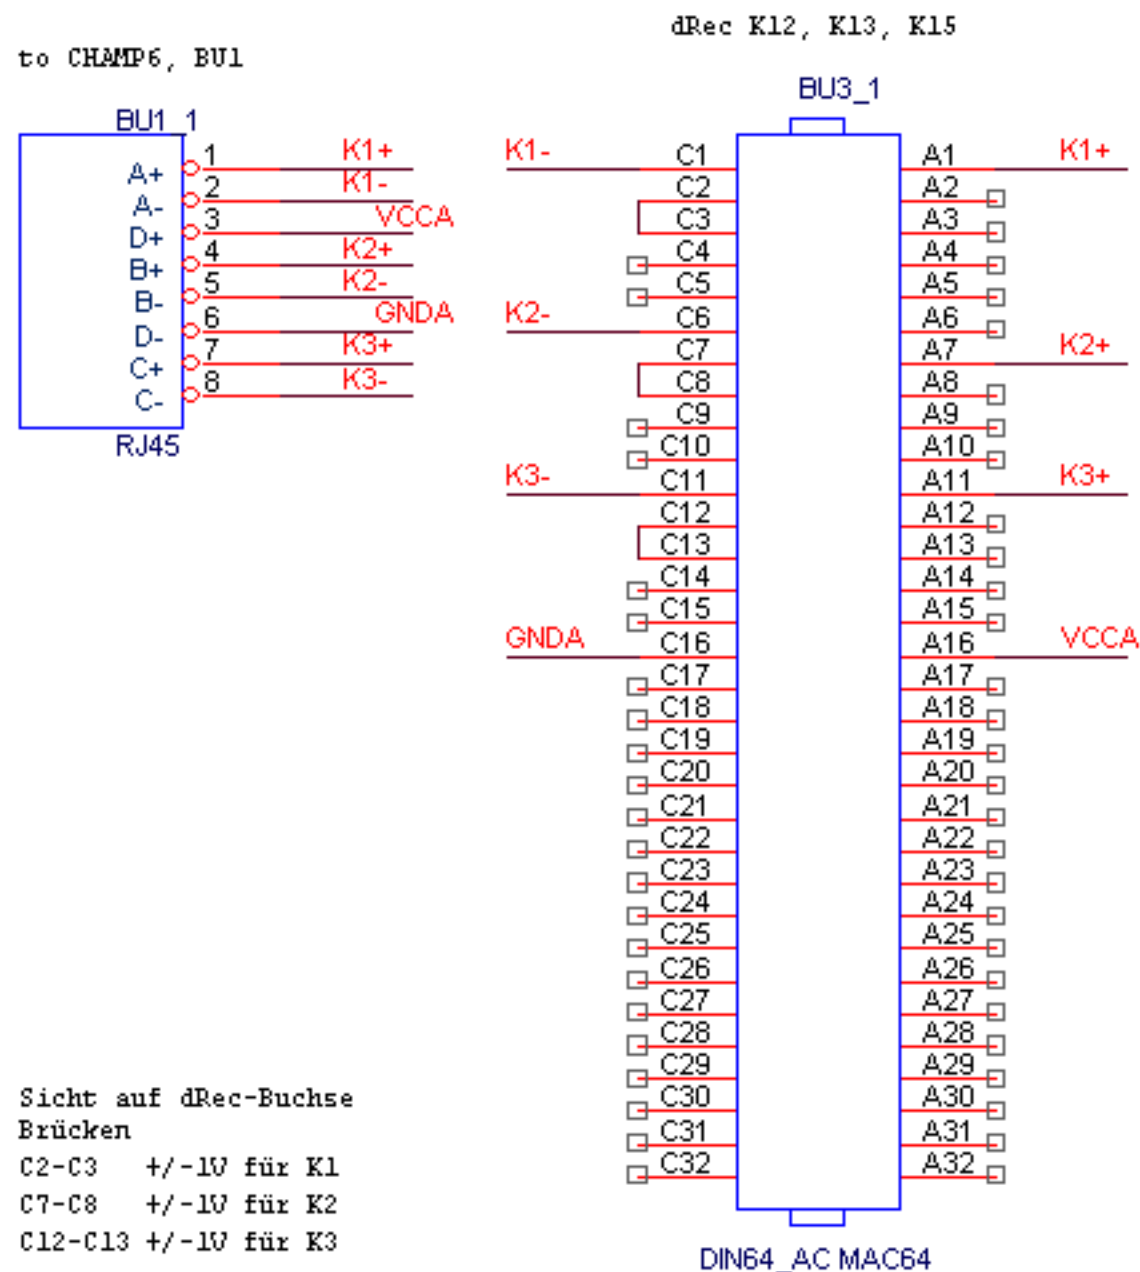 dRec K12, K13, K15
to CHAMP6, BU1
BU3_1
BU1_1
A+ 1 K1+
A- 2 K1-
D+ 3 VCCA
B+ 4 K2+
B- 5 K2-
D- 6 GNDA
C+ 7 K3+
C- 8 K3-
RJ45
K1- C1 A1 K1+
C2 A2
C3 A3
C4 A4
C5 A5
K2- C6 A6
C7 A7 K2+
C8 A8
C9 A9
C10 A10
K3- C11 A11 K3+
C12 A12
C13 A13
C14 A14
C15 A15
GNDA C16 A16 VCCA
C17 A17
C18 A18
C19 A19
C20 A20
C21 A21
C22 A22
C23 A23
C24 A24
C25 A25
C26 A26
C27 A27
C28 A28
C29 A29
C30 A30
C31 A31
C32 A32
Sicht auf dRec-Buchse
Brücken
C2-C3 +/-1V für K1
C7-C8 +/-1V für K2
C12-C13 +/-1V für K3
DIN64_AC MAC64